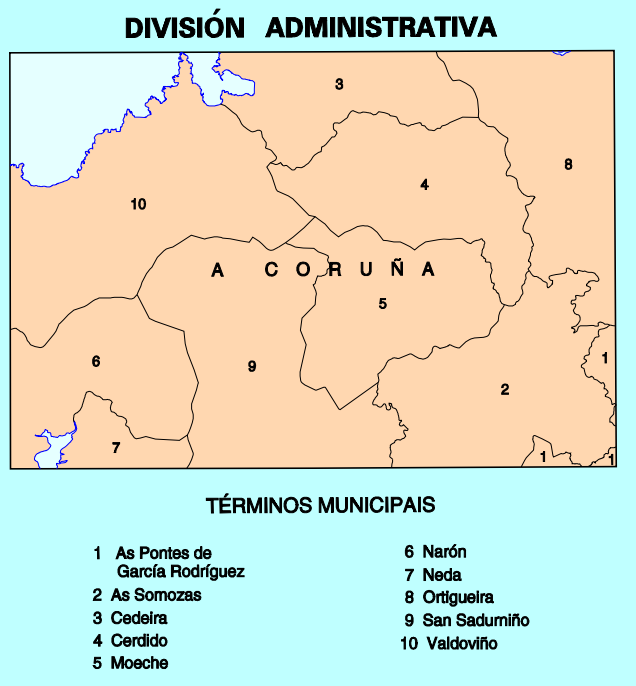 DIVISIÓN ADMINISTRATIVA
3
8
4
10
A CORUÑA
5
1
6
9
2
7
1
1
TÉRMINOS MUNICIPAIS
1 As Pontes de
García Rodríguez
2 As Somozas
3 Cedeira
4 Cerdido
5 Moeche
6 Narón
7 Neda
8 Ortigueira
9 San Sadurniño
10 Valdoviño